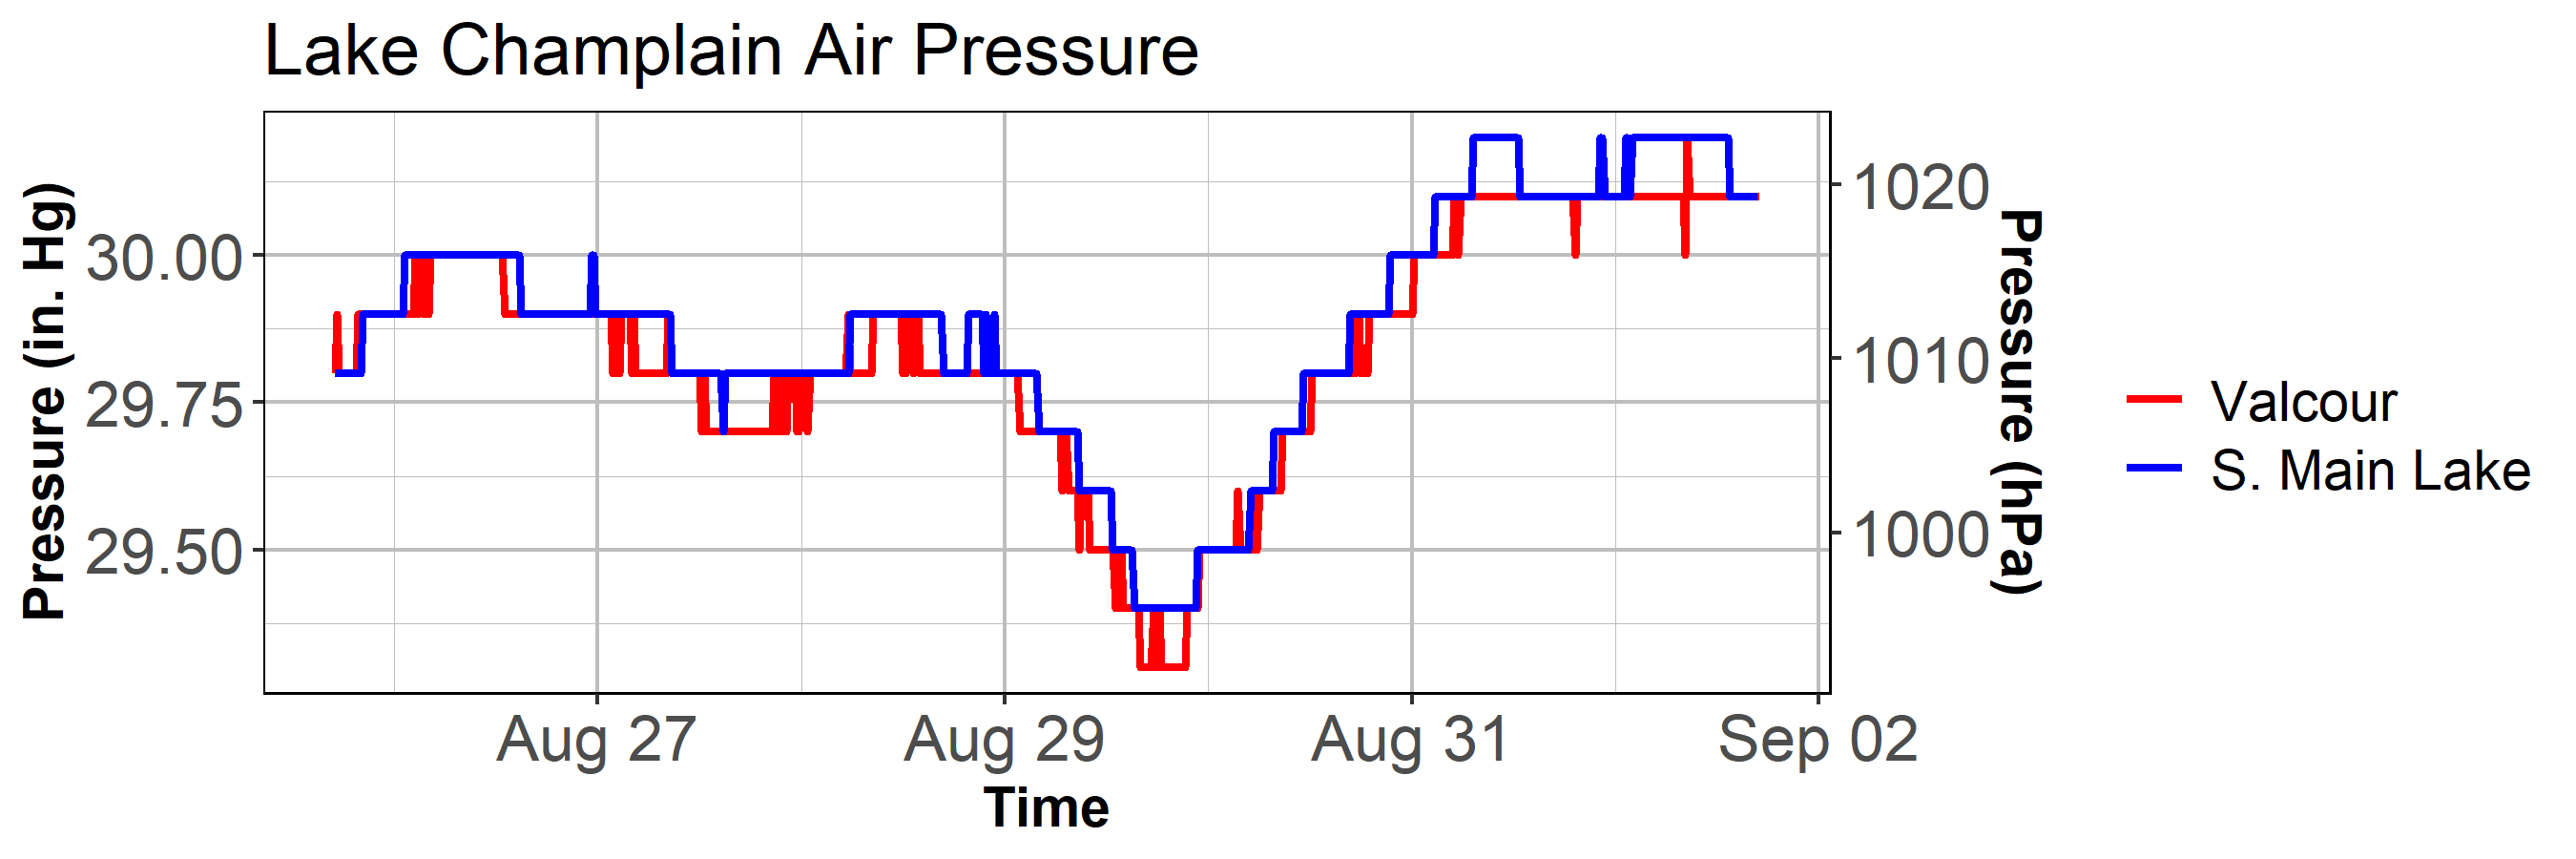 Lake Champlain Air Pressure
Pressure (in. Hg)
30.00
29.75
29.50
1020
1010
1000
Pressure (hPa)
Aug 27
Aug 29
Aug 31
Sep 02
Time
Valcour
S. Main Lake